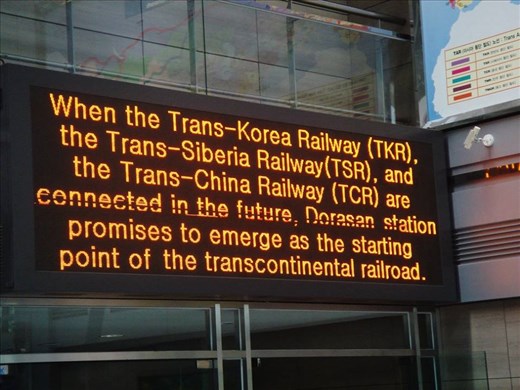 When the Trans-Korea Railway (TKR),
the Trans-Siberia Railway(TSR), and
the Trans-China Railway (TCR) are
connected in the future, Dorasan station
promises to emerge as the starting
point of the transcontinental railroad.